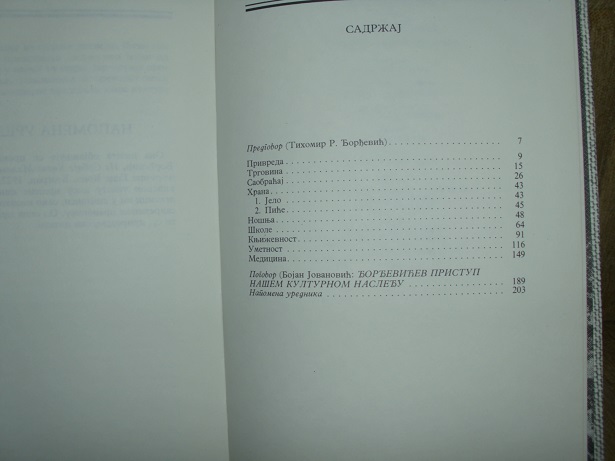 САДРЖАЈ
Предговор (Тихомир Р. Ђорђевић) . . . . . . . . . . . . . . . . . . . . 7
Привреда . . . . . . . . . . . . . . . . . . . . . . . . . . . . . . 9
Трговина . . . . . . . . . . . . . . . . . . . . . . . . . . . . . . 15
Саобраћај . . . . . . . . . . . . . . . . . . . . . . . . . . . . . . 26
Храна . . . . . . . . . . . . . . . . . . . . . . . . . . . . . . 43
1. Јело . . . . . . . . . . . . . . . . . . . . . . . . . . . . . . 43
2. Пиће . . . . . . . . . . . . . . . . . . . . . . . . . . . . . . 45
Ношња . . . . . . . . . . . . . . . . . . . . . . . . . . . . . . 48
Школе . . . . . . . . . . . . . . . . . . . . . . . . . . . . . . 64
Књижевност . . . . . . . . . . . . . . . . . . . . . . . . . . . . . . 91
Уметност . . . . . . . . . . . . . . . . . . . . . . . . . . . . . . 116
Медицина . . . . . . . . . . . . . . . . . . . . . . . . . . . . . . 149
Поговор (Бојан Јовановић: ЂОРЂЕВИЋЕВ ПРИСТУП
НАШЕМ КУЛТУРНОМ НАСЛЕЂУ . . . . . . . . . . . . . . . . 189
Напомена уредника . . . . . . . . . . . . . . . . . . . . . . . . 203